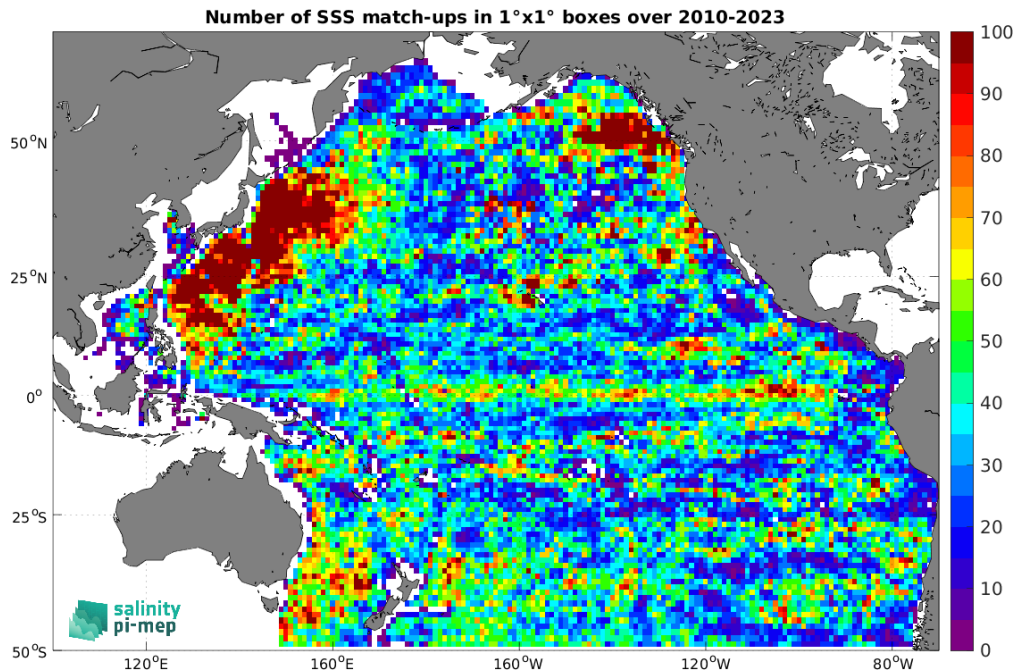 Number of SSS match-ups in 1°x1° boxes over 2010-2023
100
90
80
70
60
50
40
30
20
10
0
50°N
25°N
0°
25°S
50°S
120°E
160°E
160°W
120°W
80°W
salinity
pi-mep